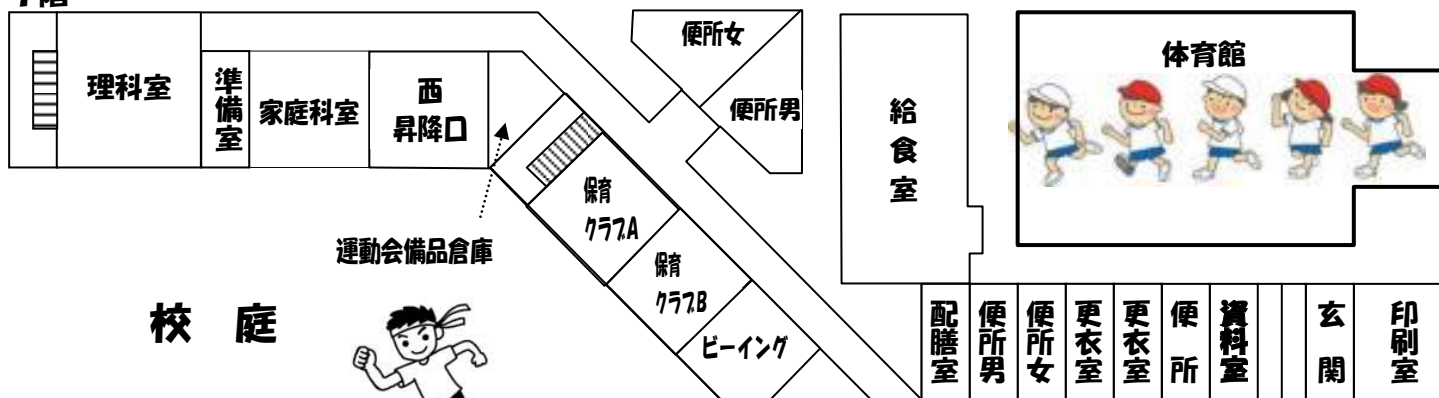 1階
理科室
準備室
家庭科室
西
昇降口
便所女
便所男
給食室
体育館
保育
クラブA
保育
クラブB
ビーイング
運動会備品倉庫
校庭
配膳室
便所男
便所女
更衣室
更衣室
便所
資料室
玄関
印刷室